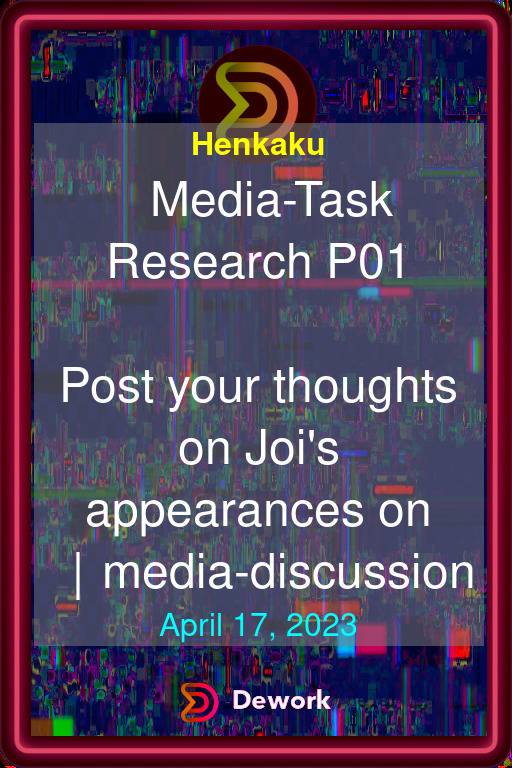 Henkaku
Media-Task
Research P01
Post your thoughts
on Joi's
appearances on
| media-discussion
April 17, 2023
Dework